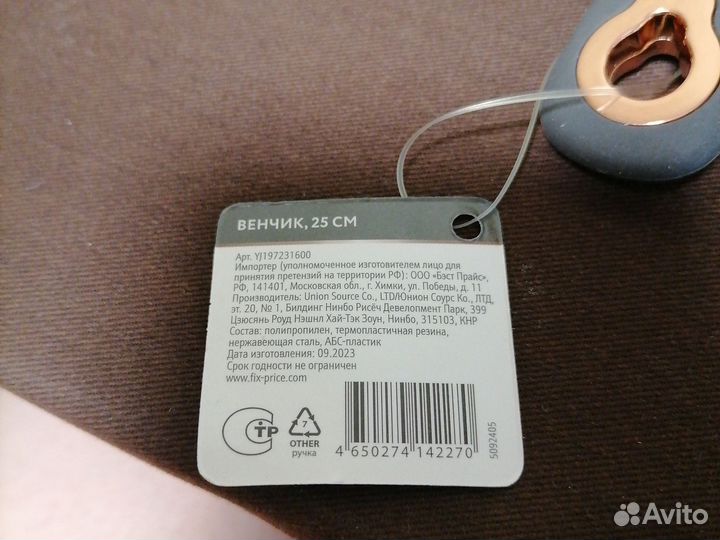 ВЕНЧИК, 25 СМ
Арт. YJ197231600
Импортер (уполномоченное изготовителем лицо для
принятия претензий на территории РФ): ООО «Бэст Прайс»,
РФ, 141401, Московская обл., г. Химки, ул. Победы, д. 11
Производитель: Union Source Co., LTD/Юнион Соурс Ко., ЛТД,
эт. 20, № 1, Билдинг Нинбо Рисёч Девелопмент Парк, 399
Цзюсянь Роуд Нэшнл Хай-Тэк Зоун, Нинбо, 315103, КНР
Состав: полипропилен, термопластичная резина,
нержавеющая сталь, АБС-пластик
Дата изготовления: 09.2023
Срок годности не ограничен
www.fix-price.com
СТР
7
OTHER
ручка
4 650274 142270
5092405
Avito